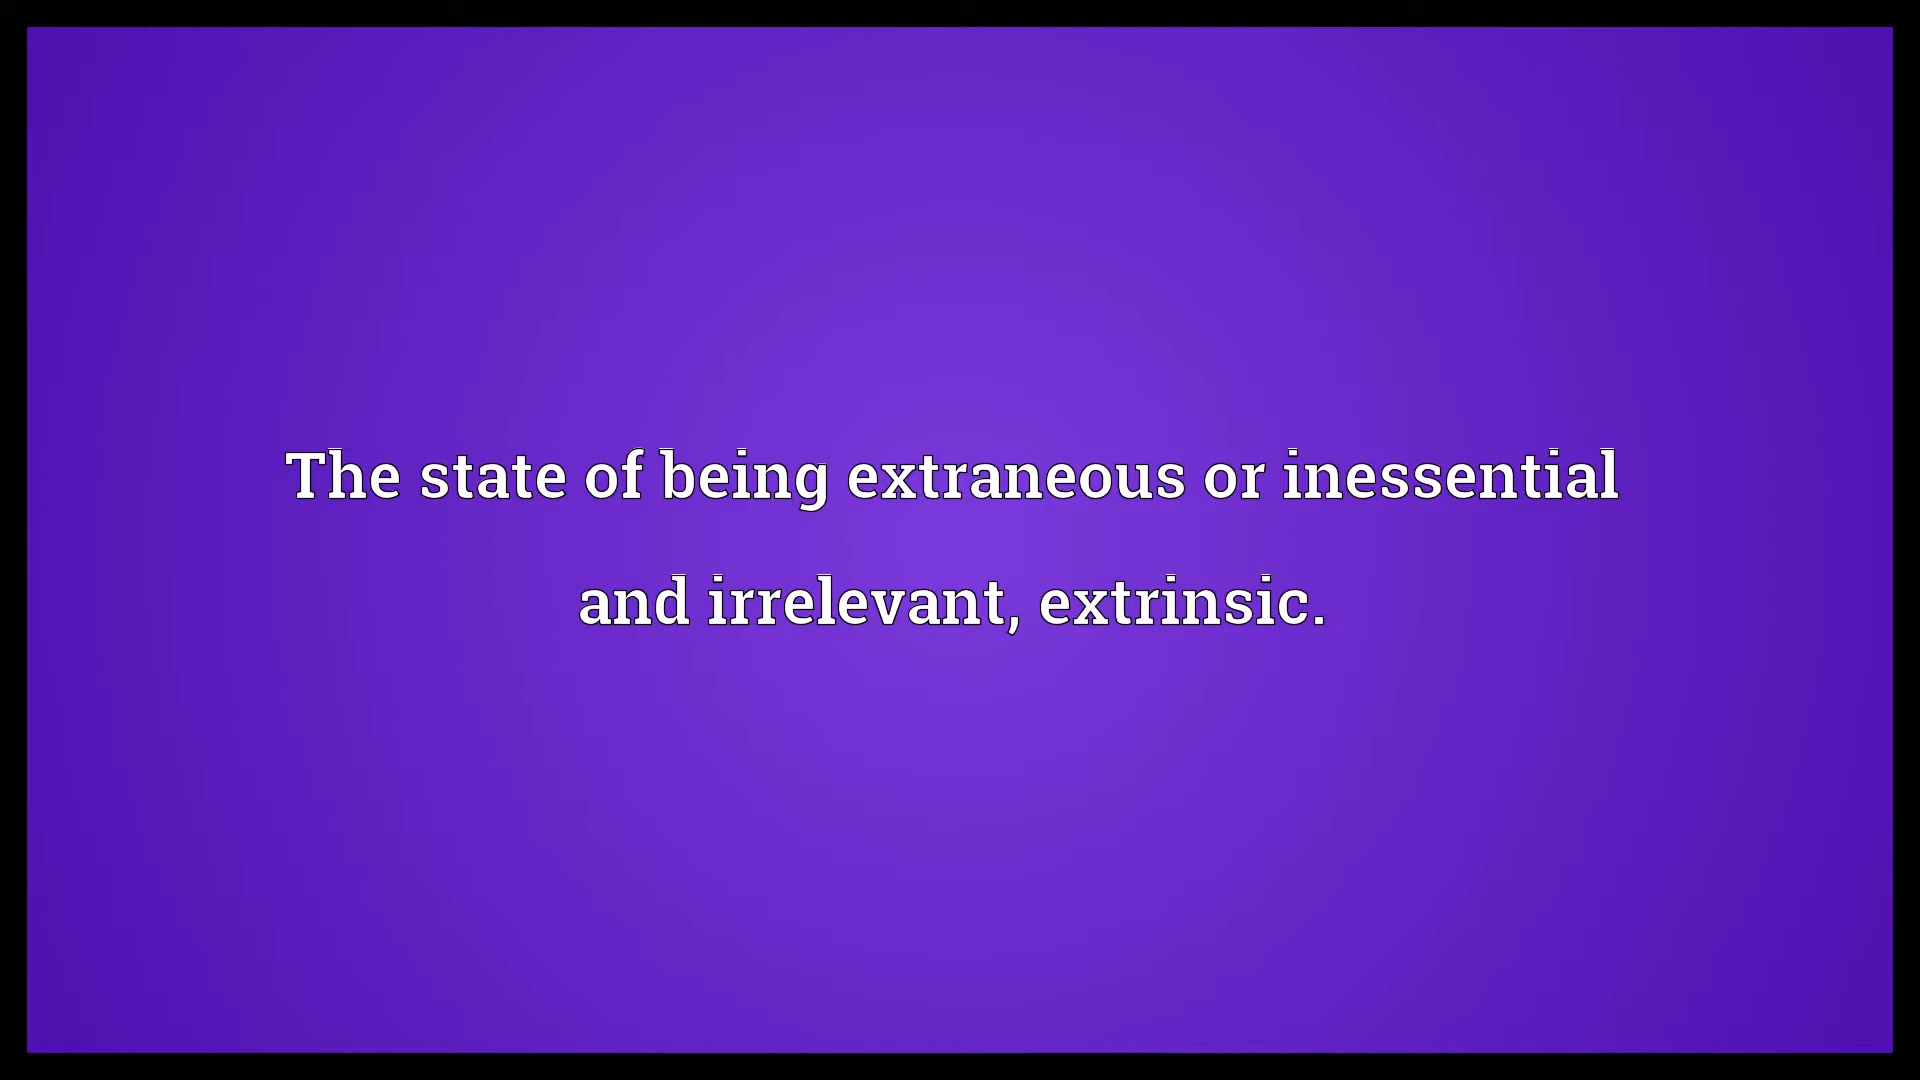 The state of being extraneous or inessential
and irrelevant, extrinsic.